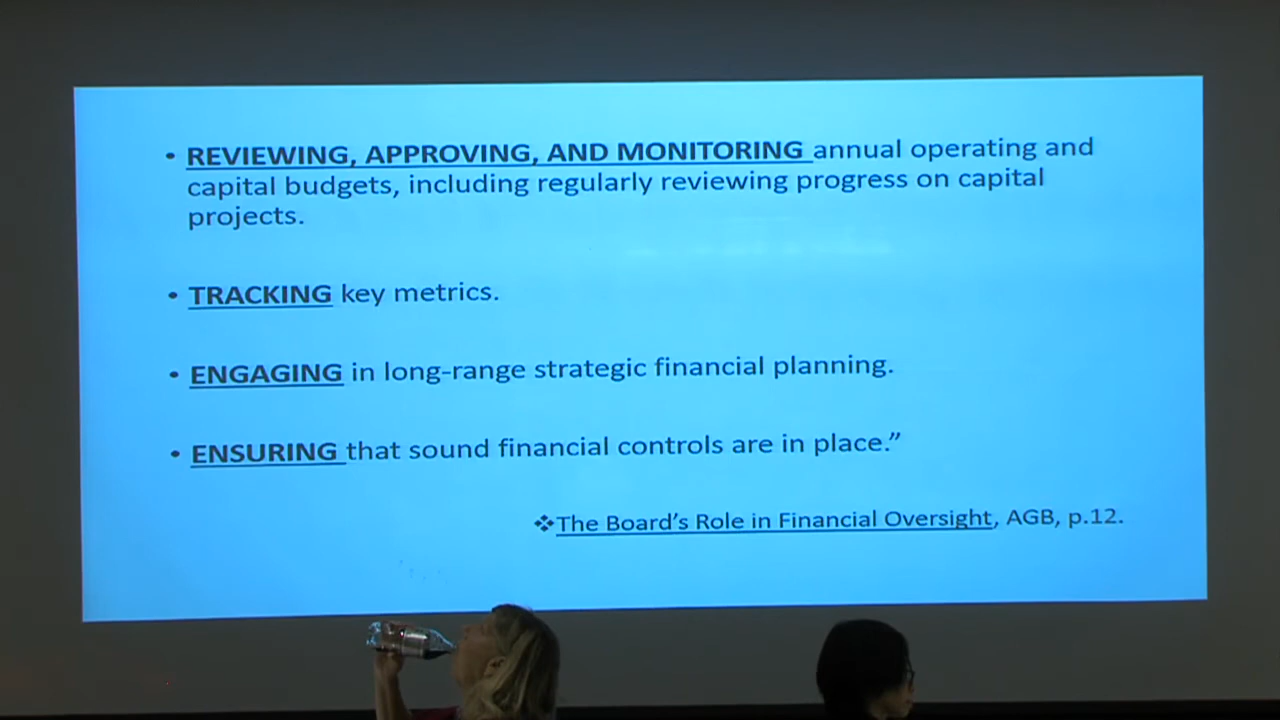 • REVIEWING, APPROVING, AND MONITORING annual operating and
capital budgets, including regularly reviewing progress on capital
projects.
• TRACKING key metrics.
• ENGAGING in long-range strategic financial planning.
• ENSURING that sound financial controls are in place.”
❖The Board’s Role in Financial Oversight, AGB, p.12.